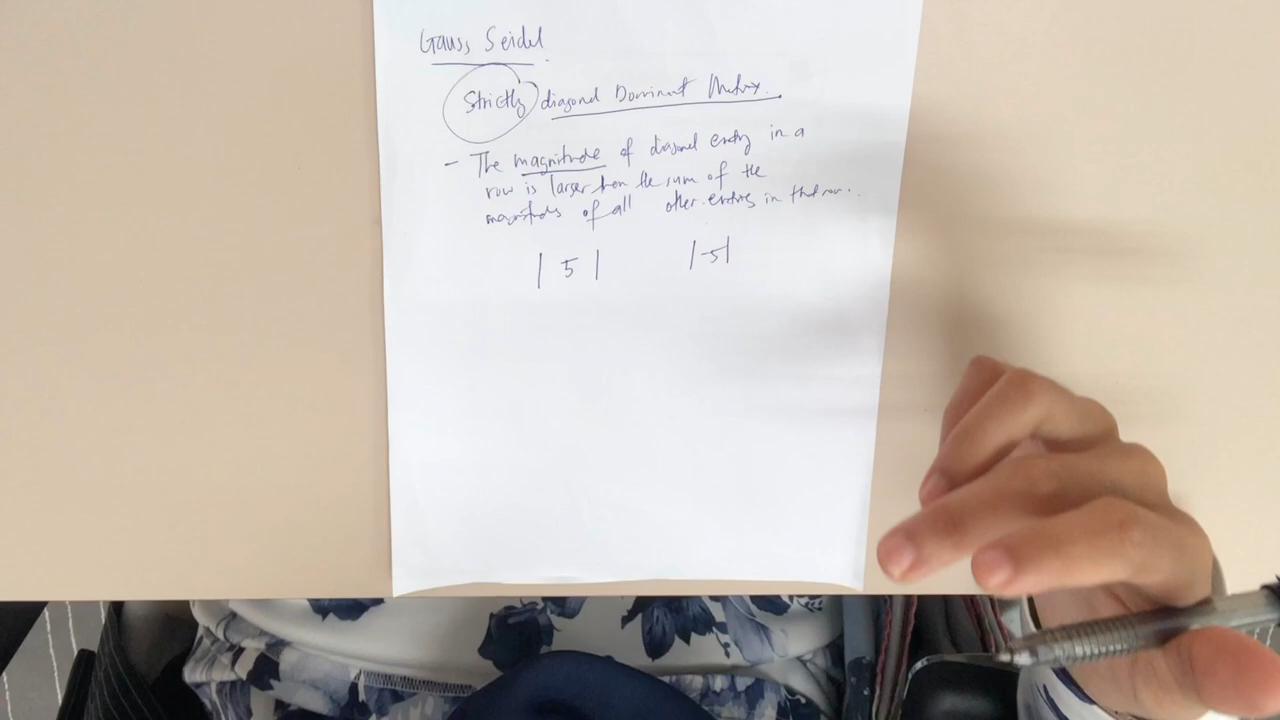 Gauss Seidel
Strictly diagonal Dominant Matrix.
- The magnitude of diagonal entry in a
row is larger than the sum of the
magnitudes of all other entries in that row..
| 5 | |-5|